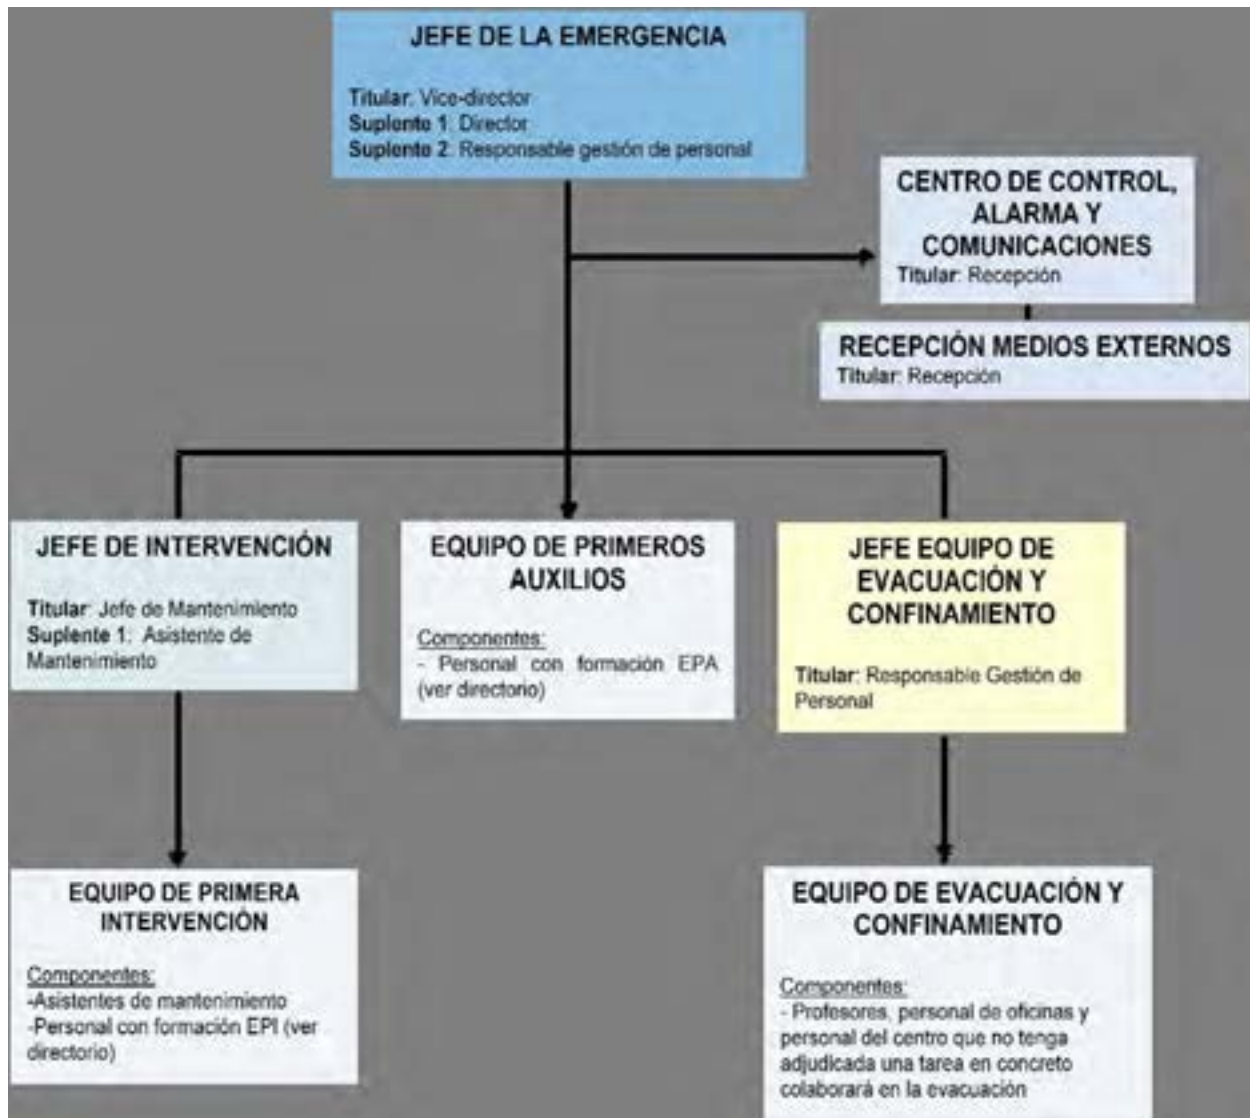 JEFE DE LA EMERGENCIA
Titular: Vice-director
Suplente 1: Director
Suplente 2: Responsable gestión de personal
CENTRO DE CONTROL,
ALARMA Y
COMUNICACIONES
Titular: Recepción
RECEPCIÓN MEDIOS EXTERNOS
Titular: Recepción
JEFE DE INTERVENCIÓN
Titular: Jefe de Mantenimiento
Suplente 1: Asistente de
Mantenimiento
EQUIPO DE PRIMEROS
AUXILIOS
Componentes:
- Personal con formación EPA
(ver directorio)
JEFE EQUIPO DE
EVACUACIÓN Y
CONFINAMIENTO
Titular: Responsable Gestión de
Personal
EQUIPO DE PRIMERA
INTERVENCIÓN
Componentes:
-Asistentes de mantenimiento
-Personal con formación EPI (ver
directorio)
EQUIPO DE EVACUACIÓN Y
CONFINAMIENTO
Componentes:
- Profesores, personal de oficinas y
personal del centro que no tenga
adjudicada una tarea en concreto
colaborará en la evacuación